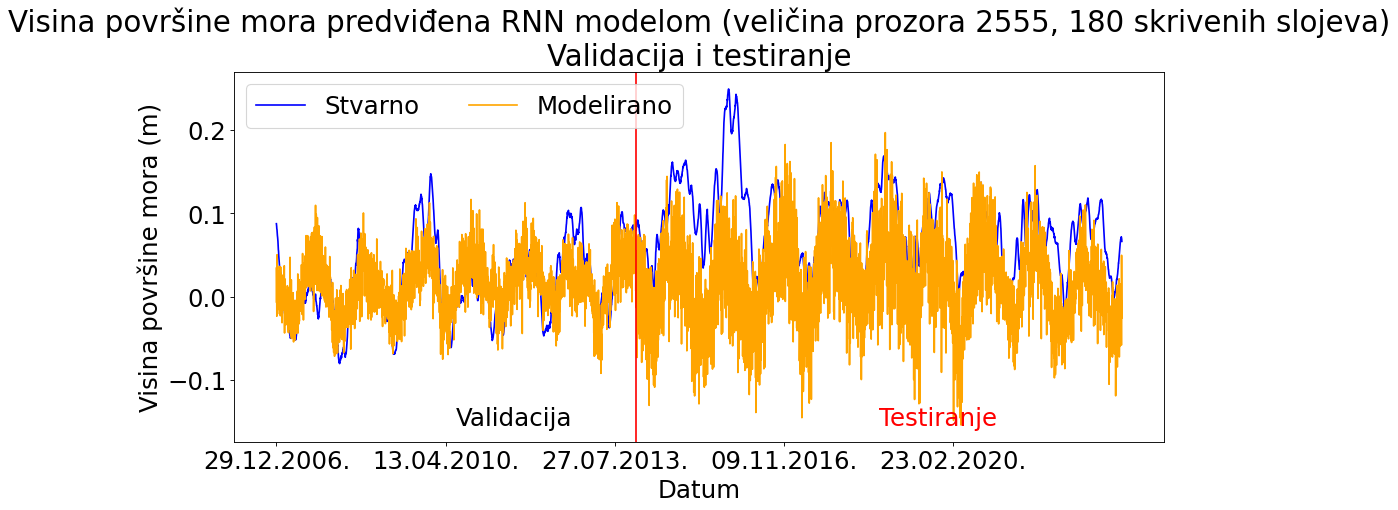 Visina površine mora predviđena RNN modelom (veličina prozora 2555, 180 skrivenih slojeva)
Validacija i testiranje
Stvarno
Modelirano
Visina površine mora (m)
0.2
0.1
0.0
−0.1
Validacija
Testiranje
29.12.2006.
13.04.2010.
27.07.2013.
09.11.2016.
23.02.2020.
Datum